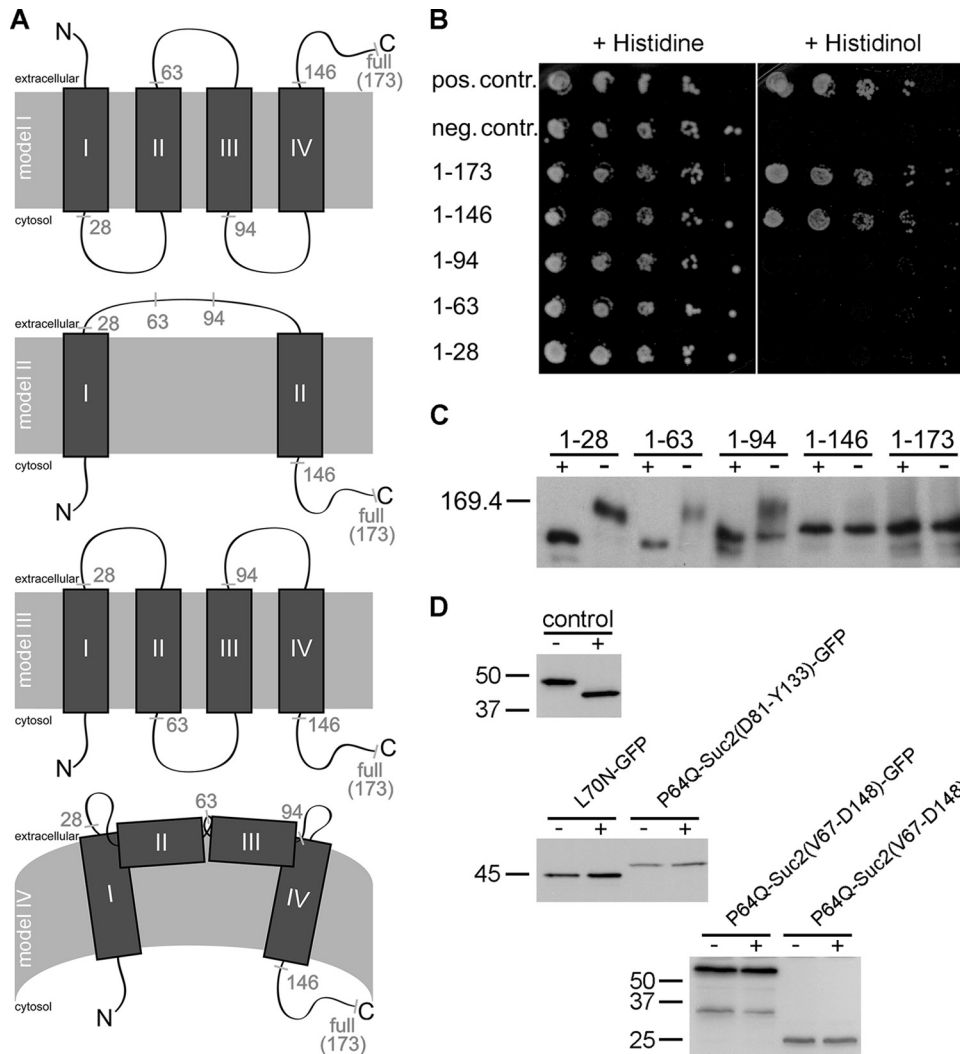 A
N
C
full
(173)
63
146
extracellular
model I
I
II
III
IV
cytosol
28
94
extracellular
28
63
94
model II
I
II
cytosol
146
N
C
full
(173)
extracellular
28
94
model III
I
II
III
IV
cytosol
63
146
N
C
full
(173)
28
63
94
extracellular
II
III
model IV
I
IV
146
cytosol
N
C
full
(173)
B
+ Histidine
+ Histidinol
pos. contr.
neg. contr.
1-173
1-146
1-94
1-63
1-28
C
1-28 1-63 1-94 1-146 1-173
+ - + - + - + - + -
169.4
D
control
- +
50
37
L70N-GFP
P64Q-Suc2(D81-Y133)-GFP
- + - +
45
P64Q-Suc2(V67-D148)-GFP
P64Q-Suc2(V67-D148)
- + - +
50
37
25